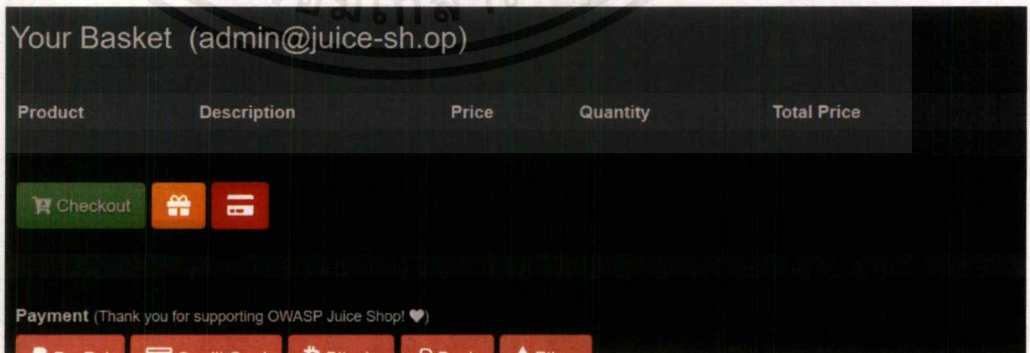 Your Basket (admin@juice-sh.op)
Product Description Price Quantity Total Price
Checkout
Payment (Thank you for supporting OWASP Juice Shop! ♥)